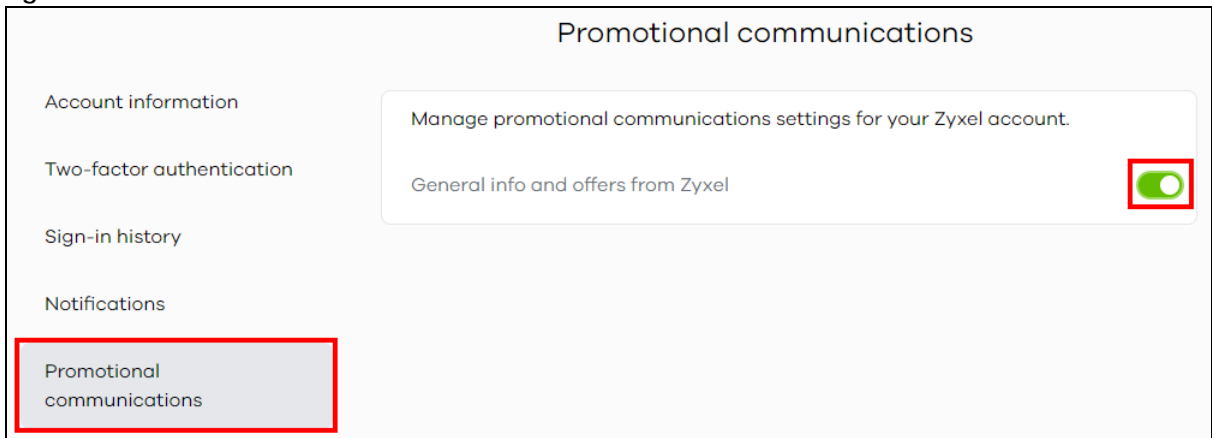 Promotional communications
Account information
Two-factor authentication
Sign-in history
Notifications
Promotional
communications
Manage promotional communications settings for your Zyxel account.
General info and offers from Zyxel